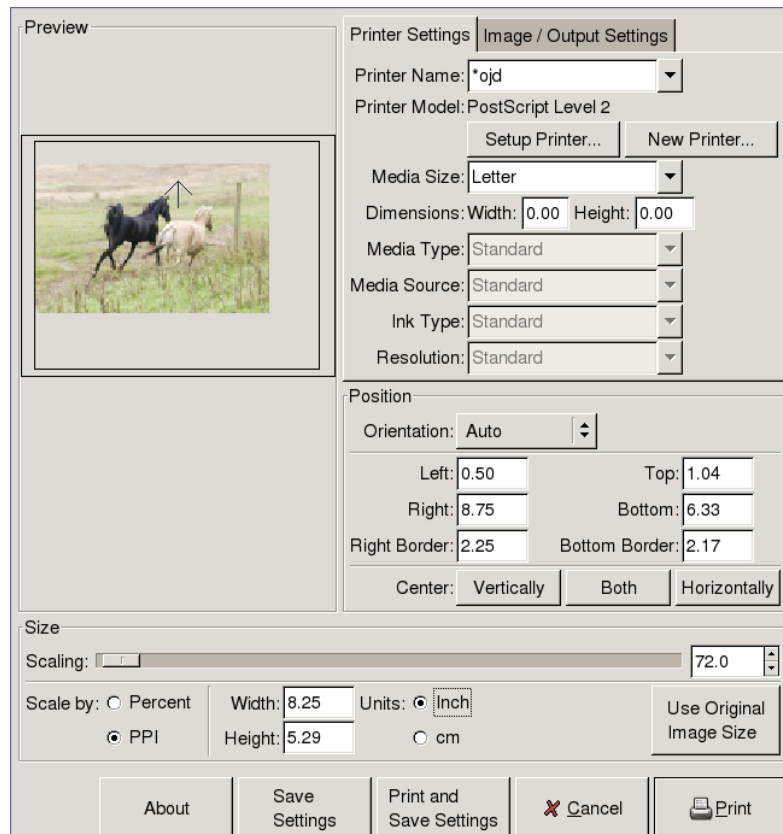 Preview
Printer Settings
Image / Output Settings
Printer Name: *ojd
Printer Model: PostScript Level 2
Setup Printer...
New Printer...
Media Size: Letter
Dimensions: Width: 0.00 Height: 0.00
Media Type: Standard
Media Source: Standard
Ink Type: Standard
Resolution: Standard
Position
Orientation: Auto
Left: 0.50 Top: 1.04
Right: 8.75 Bottom: 6.33
Right Border: 2.25 Bottom Border: 2.17
Center: Vertically Both Horizontally
Size
Scaling: 72.0
Scale by: Percent Width: 8.25 Units: Inch
PPI Height: 5.29 cm
Use Original
Image Size
About
Save
Settings
Print and
Save Settings
Cancel
Print